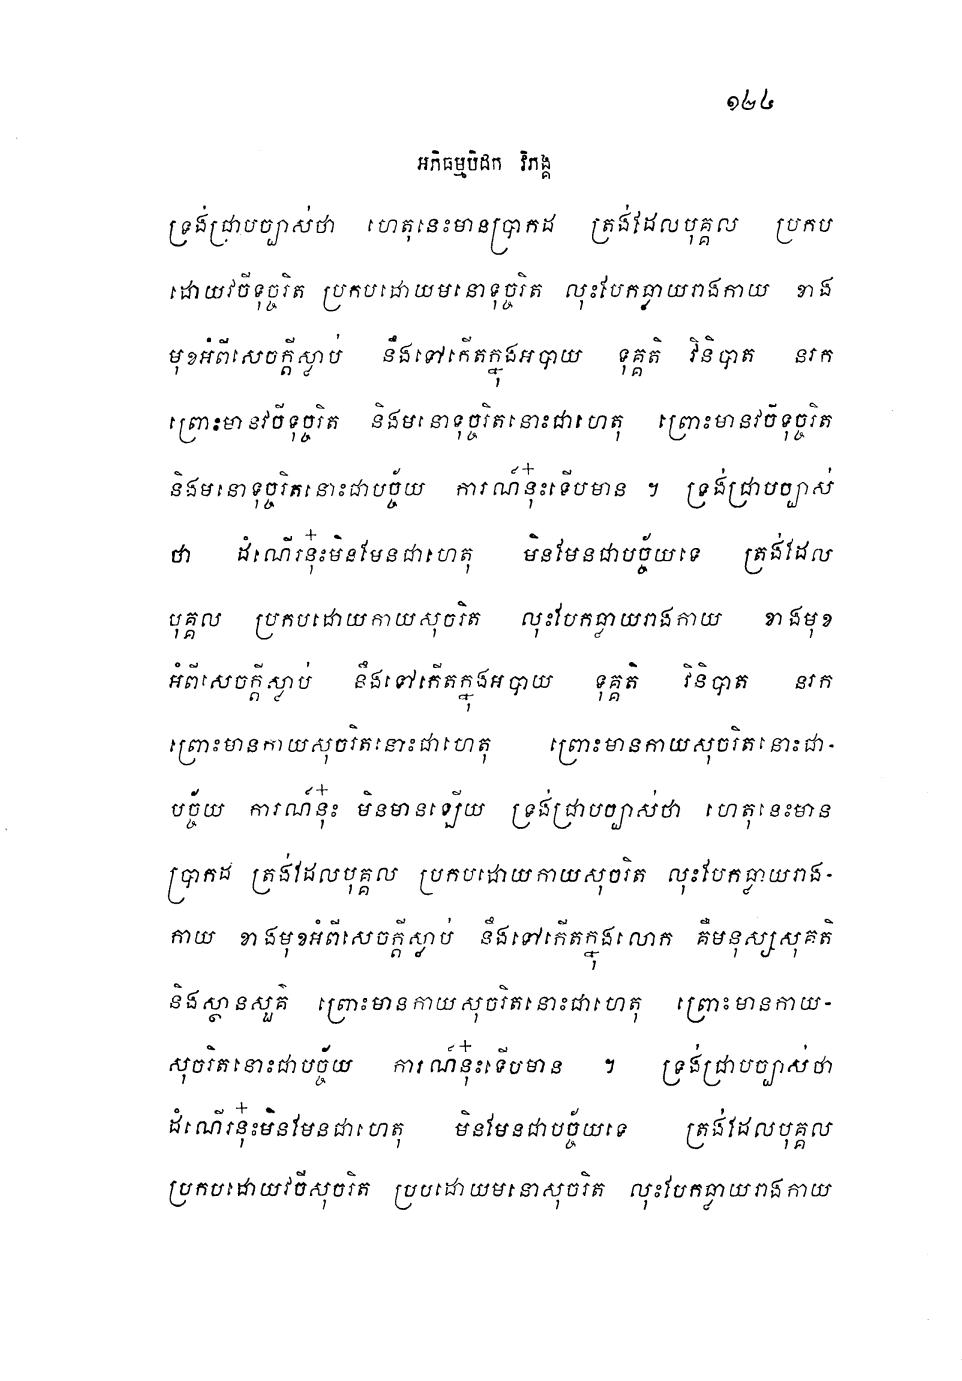 ១២៤
អភិធម្មបិដក វិភង្គ
ទ្រង់ជ្រាបច្បាស់ថា ហេតុនេះមានប្រាកដ ត្រង់ដែលបុគ្គល ប្រកប
ដោយវចីទុច្ចរិត ប្រកបដោយមនោទុច្ចរិត លុះបែកធ្លាយរាងកាយ ខាង
មុខអំពីសេចក្តីស្លាប់ នឹងទៅកើតក្នុងអបាយ ទុគ្គតិ វិនិបាត នរក
ព្រោះមានវចីទុច្ចរិត និងមនោទុច្ចរិតនោះជាហេតុ ព្រោះមានវចីទុច្ចរិត
និងមនោទុច្ចរិតនោះជាបច្ច័យ ការណ៍នុ៎ះទើបមាន ។ ទ្រង់ជ្រាបច្បាស់
ថា ដំណើរនុ៎ះមិនមែនជាហេតុ មិនមែនជាបច្ច័យទេ ត្រង់ដែល
បុគ្គល ប្រកបដោយកាយសុចរិត លុះបែកធ្លាយរាងកាយ ខាងមុខ
អំពីសេចក្តីស្លាប់ នឹងទៅកើតក្នុងអបាយ ទុគ្គតិ វិនិបាត នរក
ព្រោះមានកាយសុចរិតនោះជាហេតុ ព្រោះមានកាយសុចរិតនោះជា-
បច្ច័យ ការណ៍នុ៎ះ មិនមានឡើយ ទ្រង់ជ្រាបច្បាស់ថា ហេតុនេះមាន
ប្រាកដ ត្រង់ដែលបុគ្គល ប្រកបដោយកាយសុចរិត លុះបែកធ្លាយរាង-
កាយ ខាងមុខអំពីសេចក្តីស្លាប់ នឹងទៅកើតក្នុងលោក គឺមនុស្សសុគតិ
និងស្ថានសួគ៌ ព្រោះមានកាយសុចរិតនោះជាហេតុ ព្រោះមានកាយ-
សុចរិតនោះជាបច្ច័យ ការណ៍នុ៎ះទើបមាន ។ ទ្រង់ជ្រាបច្បាស់ថា
ដំណើរនុ៎ះមិនមែនជាហេតុ មិនមែនជាបច្ច័យទេ ត្រង់ដែលបុគ្គល
ប្រកបដោយវចីសុចរិត ប្របដោយមនោសុចរិត លុះបែកធ្លាយរាងកាយ